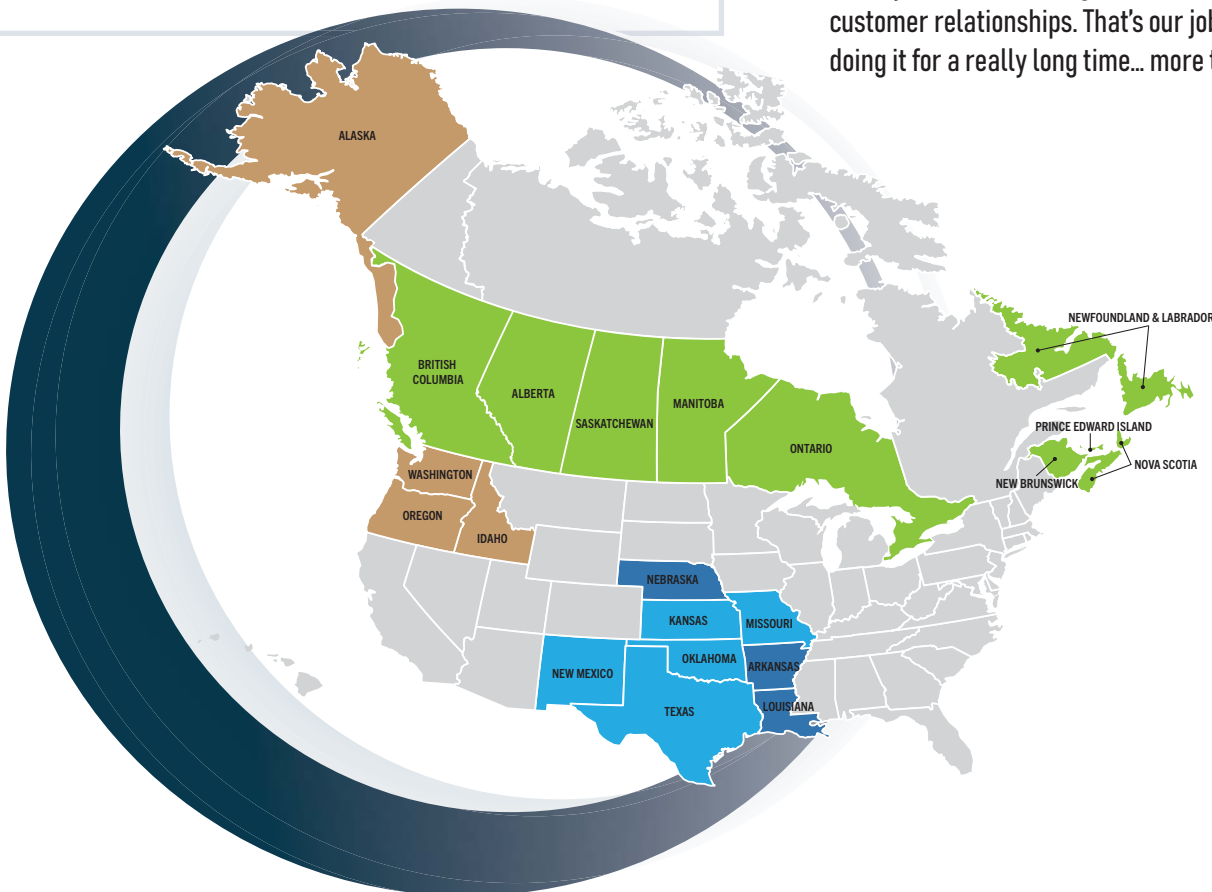 customer relationships. That's our job
doing it for a really long time... more
ALASKA
NEWFOUNDLAND & LABRADOR
BRITISH
COLUMBIA
ALBERTA
SASKATCHEWAN
MANITOBA
ONTARIO
PRINCE EDWARD ISLAND
NOVA SCOTIA
NEW BRUNSWICK
WASHINGTON
OREGON
IDAHO
NEBRASKA
KANSAS
MISSOURI
NEW MEXICO
OKLAHOMA
ARKANSAS
TEXAS
LOUISIANA